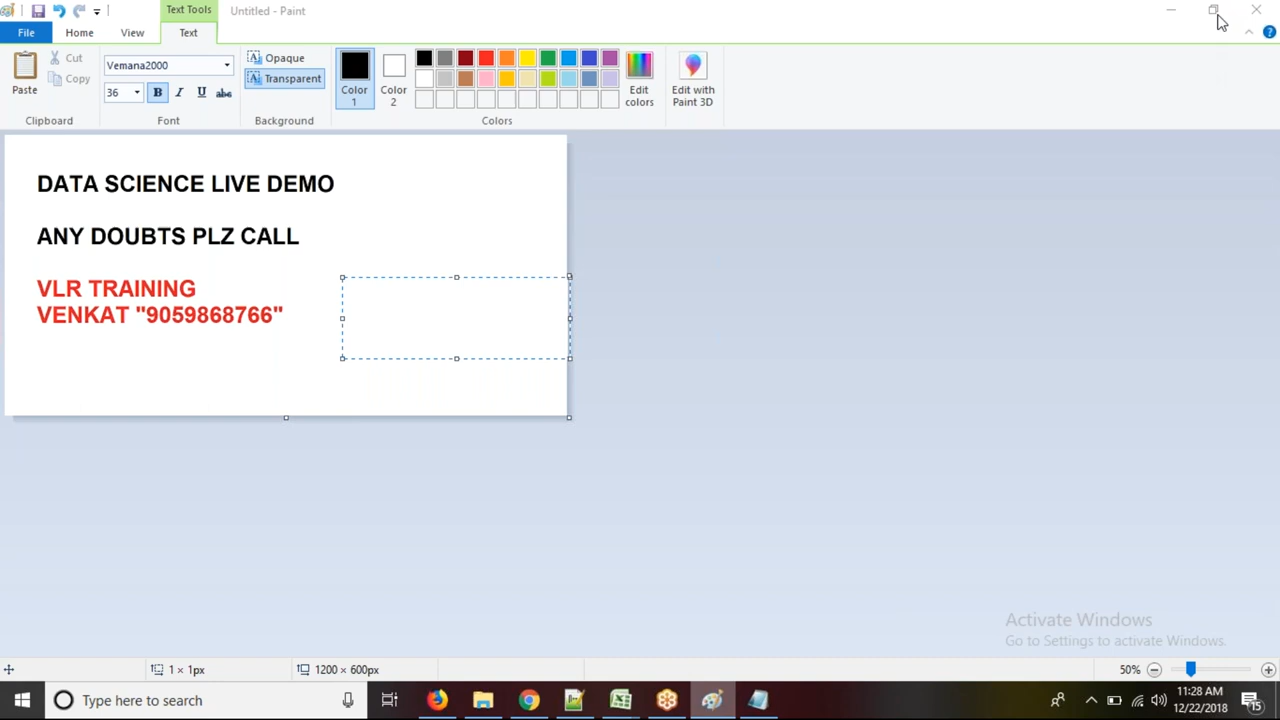 Text Tools
Untitled - Paint
File
Home
View
Text
Paste
Cut
Copy
Clipboard
Vemana2000
36
B
I
U
abc
Font
Opaque
Transparent
Background
Color 1
Color 2
Edit colors
Colors
Edit with Paint 3D
DATA SCIENCE LIVE DEMO
ANY DOUBTS PLZ CALL
VLR TRAINING
VENKAT "9059868766"
Activate Windows
Go to Settings to activate Windows.
1 × 1px
1200 × 600px
50%
Type here to search
11:28 AM
12/22/2018
15